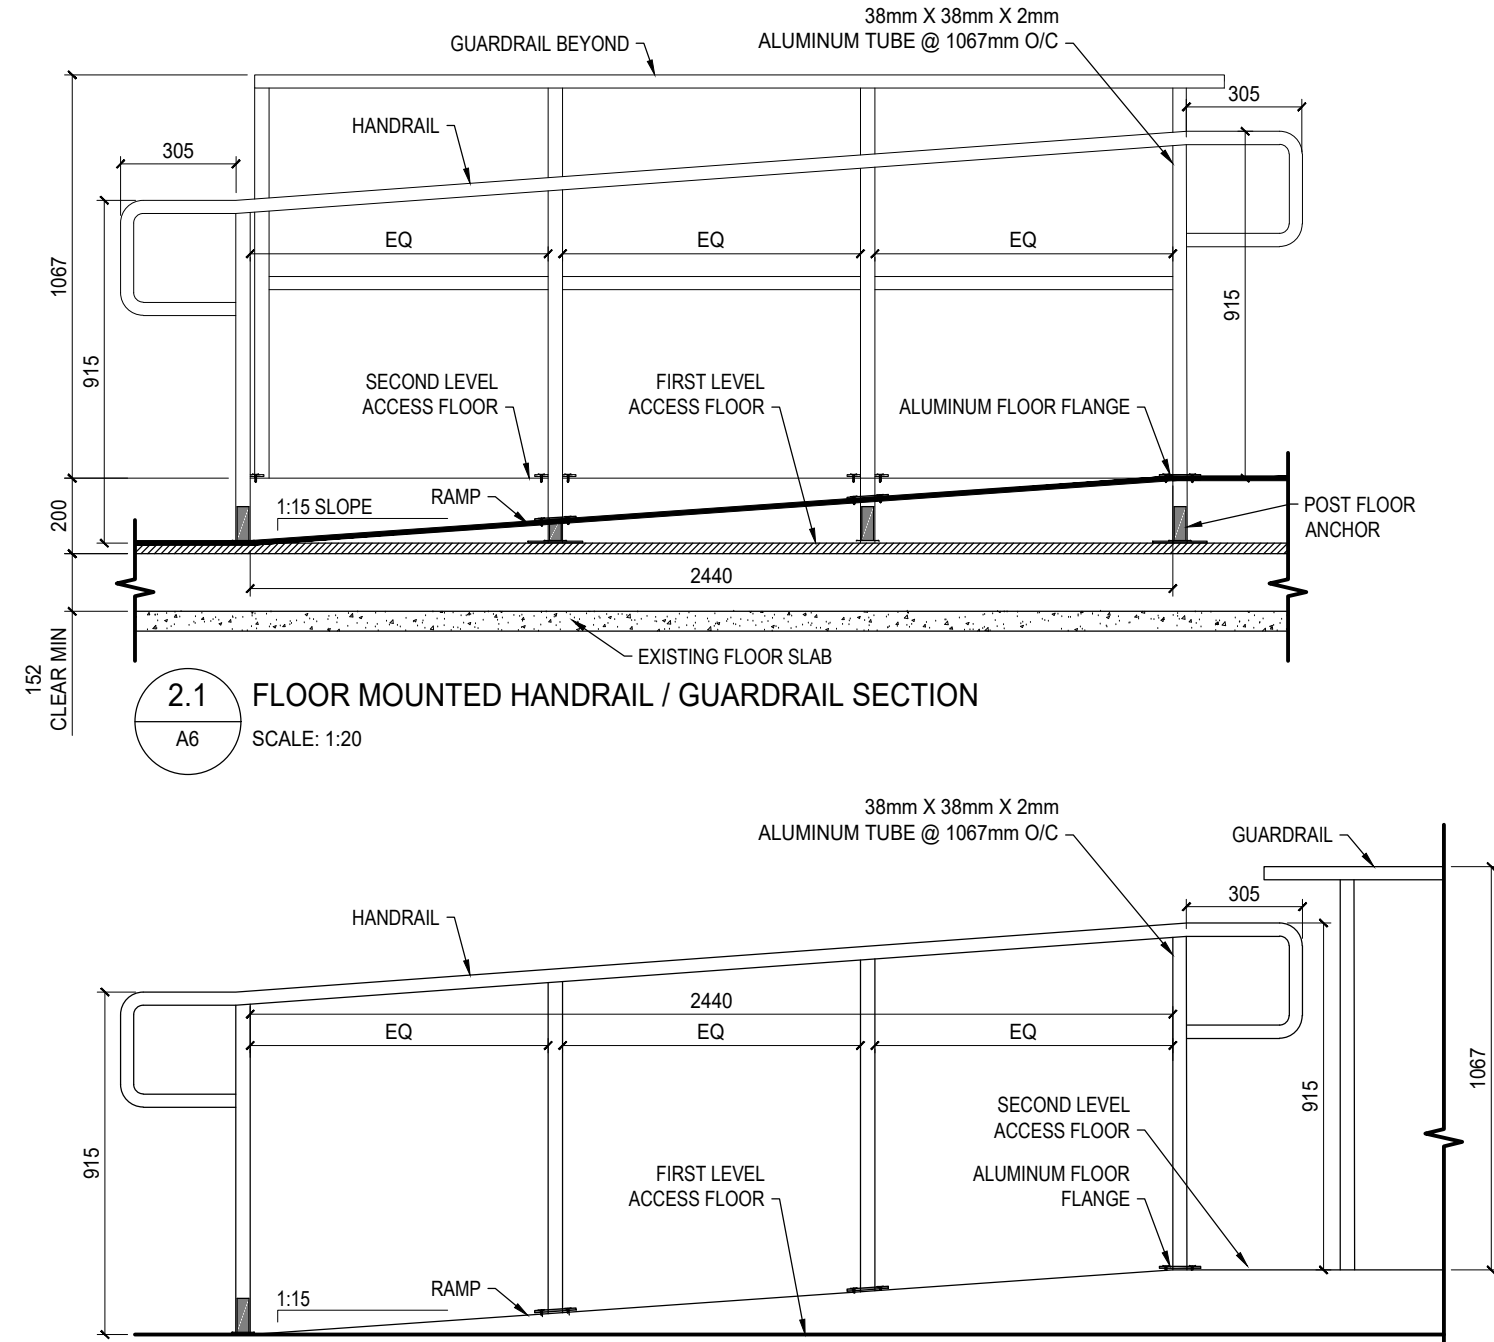 38mm X 38mm X 2mm
ALUMINUM TUBE @ 1067mm O/C
GUARDRAIL BEYOND
305
HANDRAIL
305
EQ
EQ
EQ
1067
915
915
SECOND LEVEL
ACCESS FLOOR
FIRST LEVEL
ACCESS FLOOR
ALUMINUM FLOOR FLANGE
200
1:15 SLOPE
RAMP
POST FLOOR
ANCHOR
2440
152
CLEAR MIN
EXISTING FLOOR SLAB
2.1
A6
FLOOR MOUNTED HANDRAIL / GUARDRAIL SECTION
SCALE: 1:20
38mm X 38mm X 2mm
ALUMINUM TUBE @ 1067mm O/C
GUARDRAIL
305
HANDRAIL
2440
EQ
EQ
EQ
1067
915
915
SECOND LEVEL
ACCESS FLOOR
FIRST LEVEL
ACCESS FLOOR
ALUMINUM FLOOR
FLANGE
RAMP
1:15